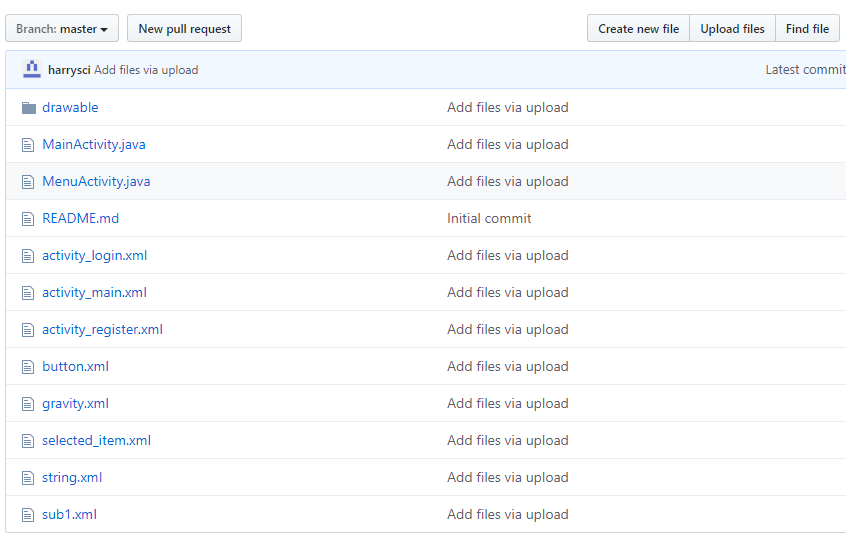 Branch: master New pull request Create new file Upload files Find file
harrysci Add files via upload Latest commit
drawable Add files via upload
MainActivity.java Add files via upload
MenuActivity.java Add files via upload
README.md Initial commit
activity_login.xml Add files via upload
activity_main.xml Add files via upload
activity_register.xml Add files via upload
button.xml Add files via upload
gravity.xml Add files via upload
selected_item.xml Add files via upload
string.xml Add files via upload
sub1.xml Add files via upload